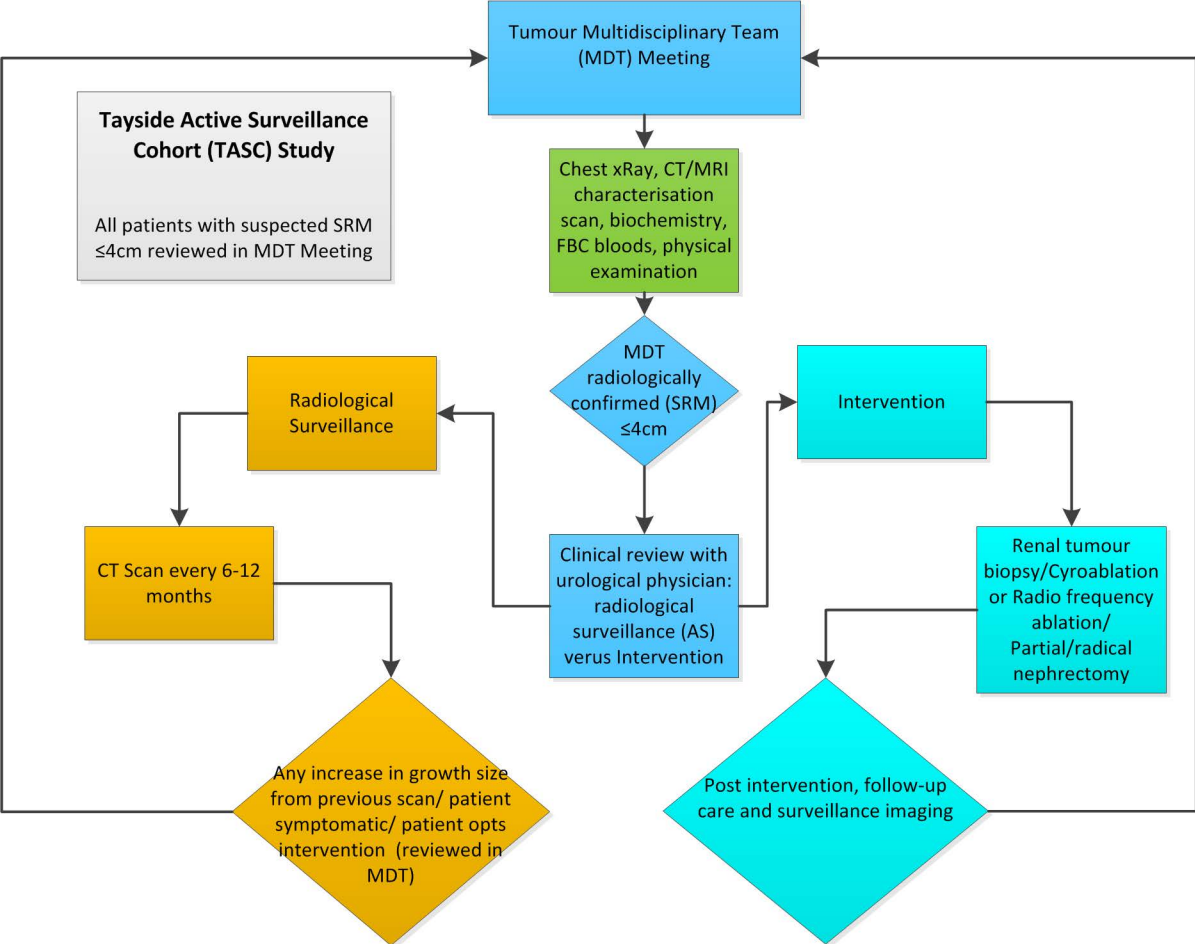 Tumour Multidisciplinary Team
(MDT) Meeting
Tayside Active Surveillance
Cohort (TASC) Study
All patients with suspected SRM
≤4cm reviewed in MDT Meeting
Chest xRay, CT/MRI
characterisation
scan, biochemistry,
FBC bloods, physical
examination
MDT
radiologically
confirmed (SRM)
≤4cm
Radiological
Surveillance
Intervention
CT Scan every 6-12
months
Clinical review with
urological physician:
radiological
surveillance (AS)
verus Intervention
Renal tumour
biopsy/Cyroablation
or Radio frequency
ablation/
Partial/radical
nephrectomy
Any increase in growth size
from previous scan/ patient
symptomatic/ patient opts
intervention (reviewed in
MDT)
Post intervention, follow-up
care and surveillance imaging